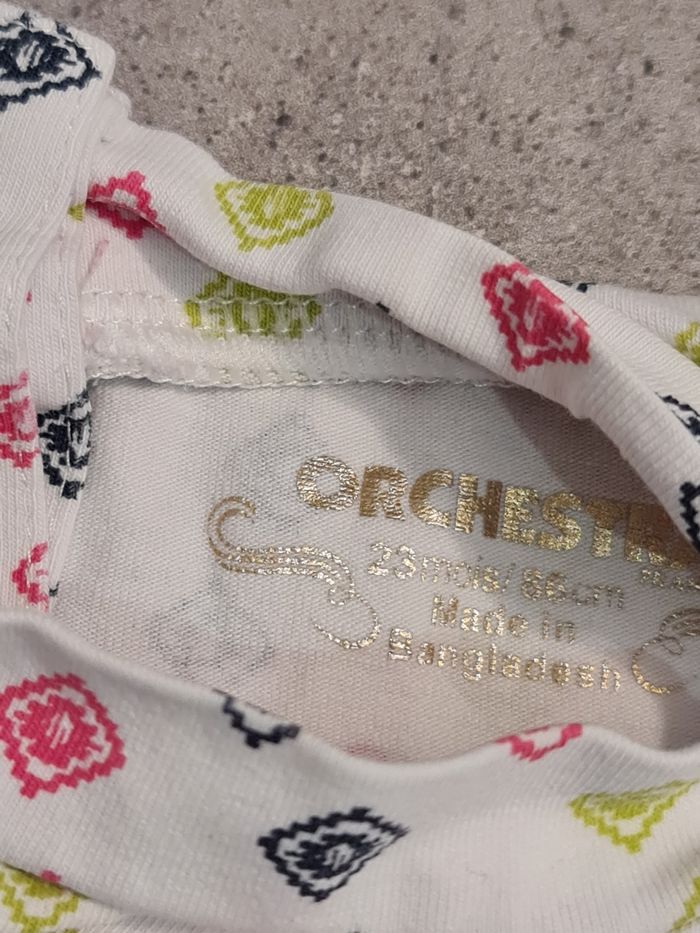 ORCHESTR
23mois/86cm
Made in
Bangladesh